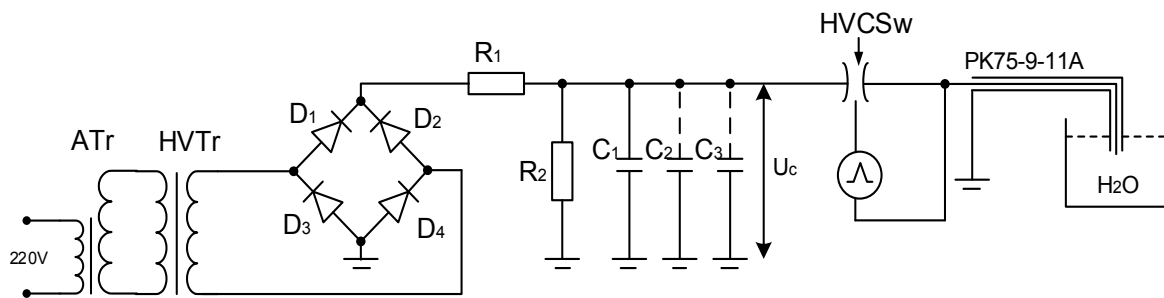 HVCSw
R1
PK75-9-11A
D1
D2
ATr
HVTr
R2
C1
C2
C3
Uc
D3
D4
H2O
220V